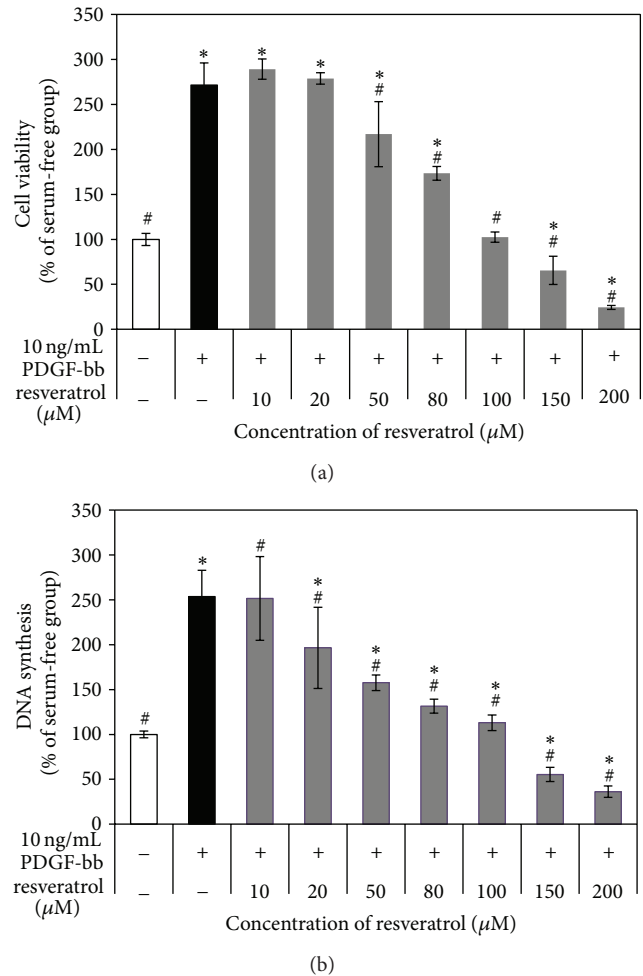 350
300
250
200
150
100
50
0
Cell viability
(% of serum-free group)
# * * * * # * # # * # * #
10 ng/mL
PDGF-bb
− + + + + + + + +
resveratrol
(μM)
− − 10 20 50 80 100 150 200
Concentration of resveratrol (μM)
(a)
350
300
250
200
150
100
50
0
DNA synthesis
(% of serum-free group)
# * # * # * # * # * # * # * #
10 ng/mL
PDGF-bb
− + + + + + + + +
resveratrol
(μM)
− − 10 20 50 80 100 150 200
Concentration of resveratrol (μM)
(b)